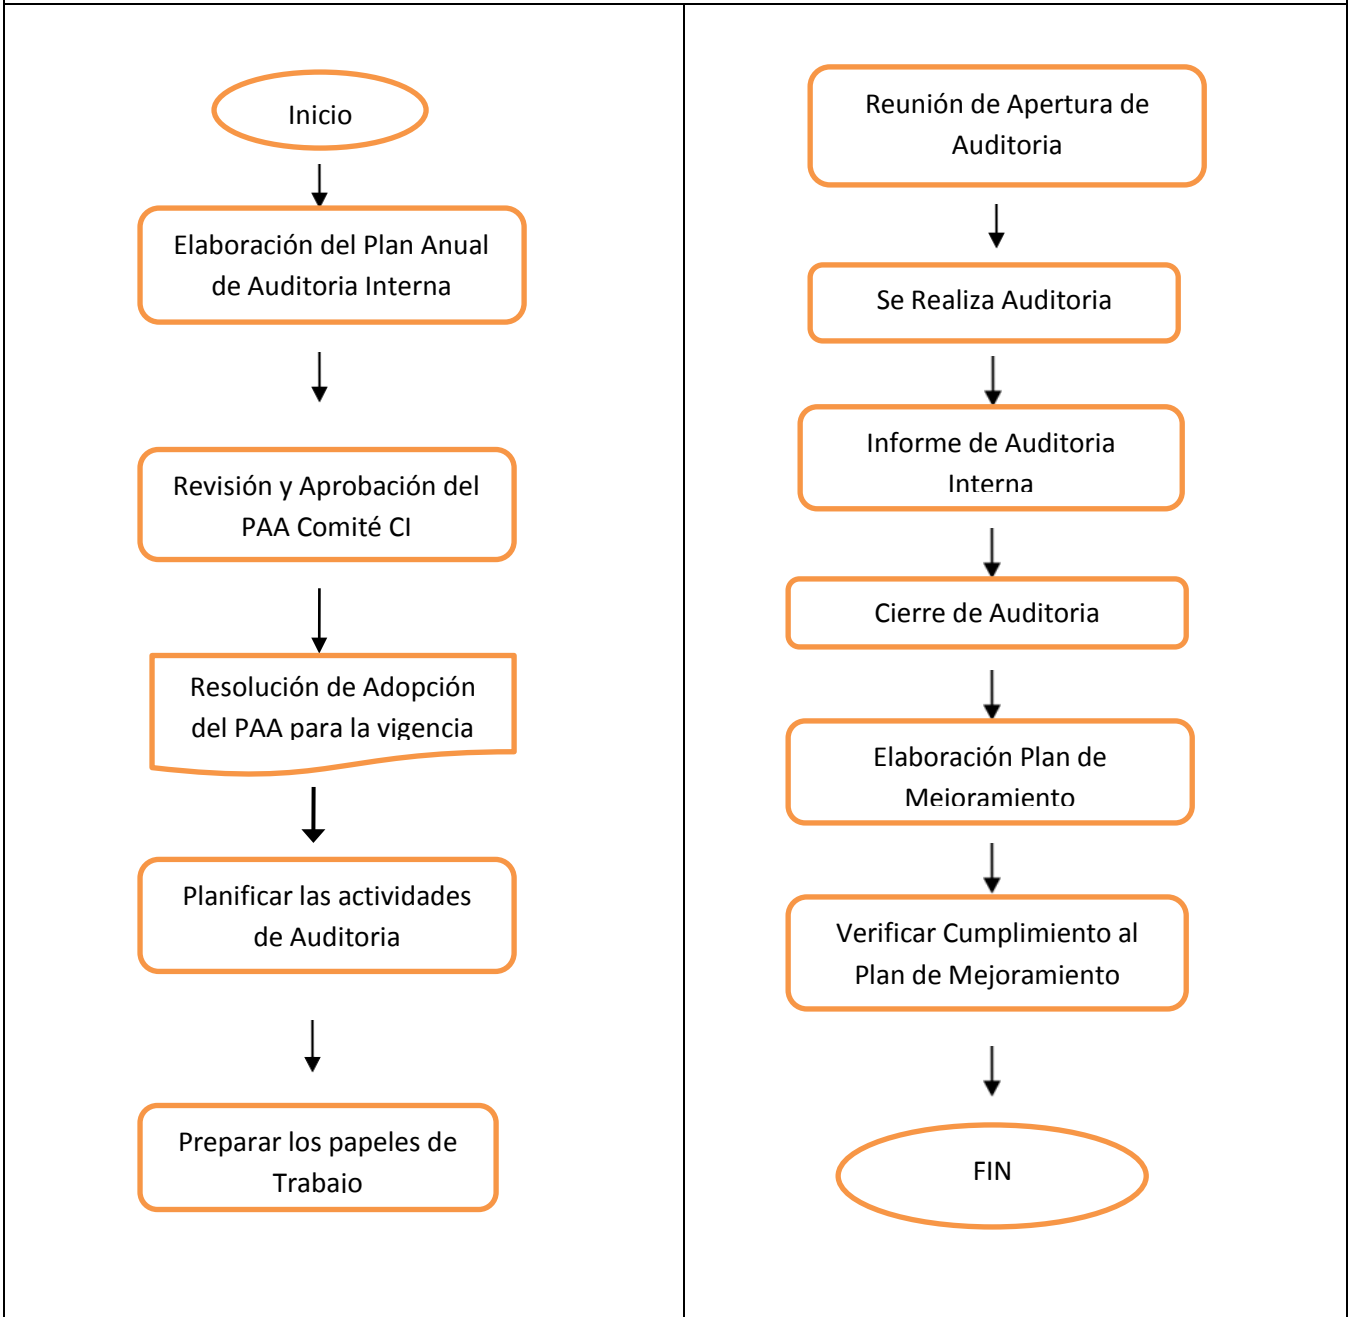 Inicio
Elaboración del Plan Anual
de Auditoria Interna
Revisión y Aprobación del
PAA Comité CI
Resolución de Adopción
del PAA para la vigencia
Planificar las actividades
de Auditoria
Preparar los papeles de
Trabajo
Reunión de Apertura de
Auditoria
Se Realiza Auditoria
Informe de Auditoria
Interna
Cierre de Auditoria
Elaboración Plan de
Mejoramiento
Verificar Cumplimiento al
Plan de Mejoramiento
FIN